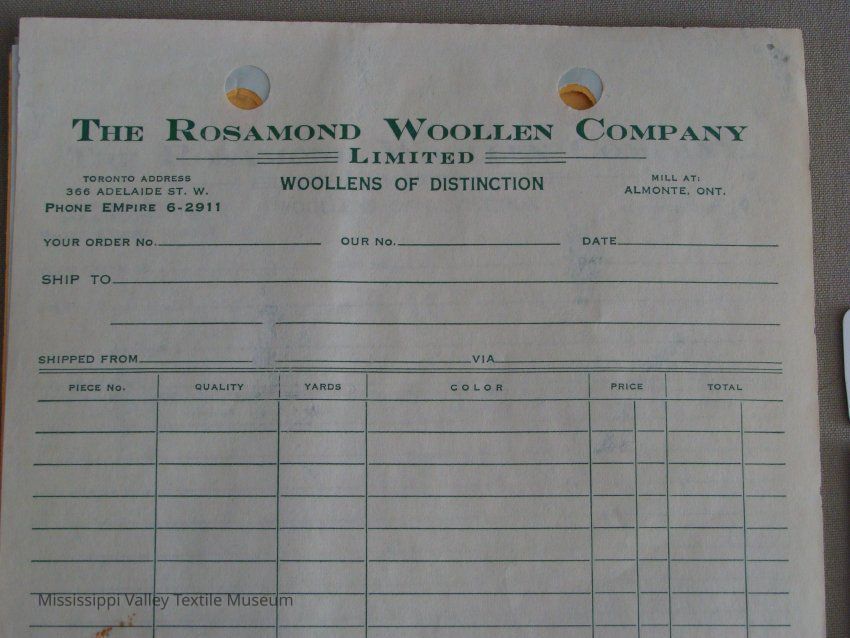 THE ROSAMOND WOOLLEN COMPANY
LIMITED
TORONTO ADDRESS
366 ADELAIDE ST. W.
PHONE EMPIRE 6-2911
WOOLLENS OF DISTINCTION
MILL AT:
ALMONTE, ONT.
YOUR ORDER No. OUR No. DATE
SHIP TO
SHIPPED FROM VIA
PIECE No. QUALITY YARDS COLOR PRICE TOTAL
Mississippi Valley Textile Museum